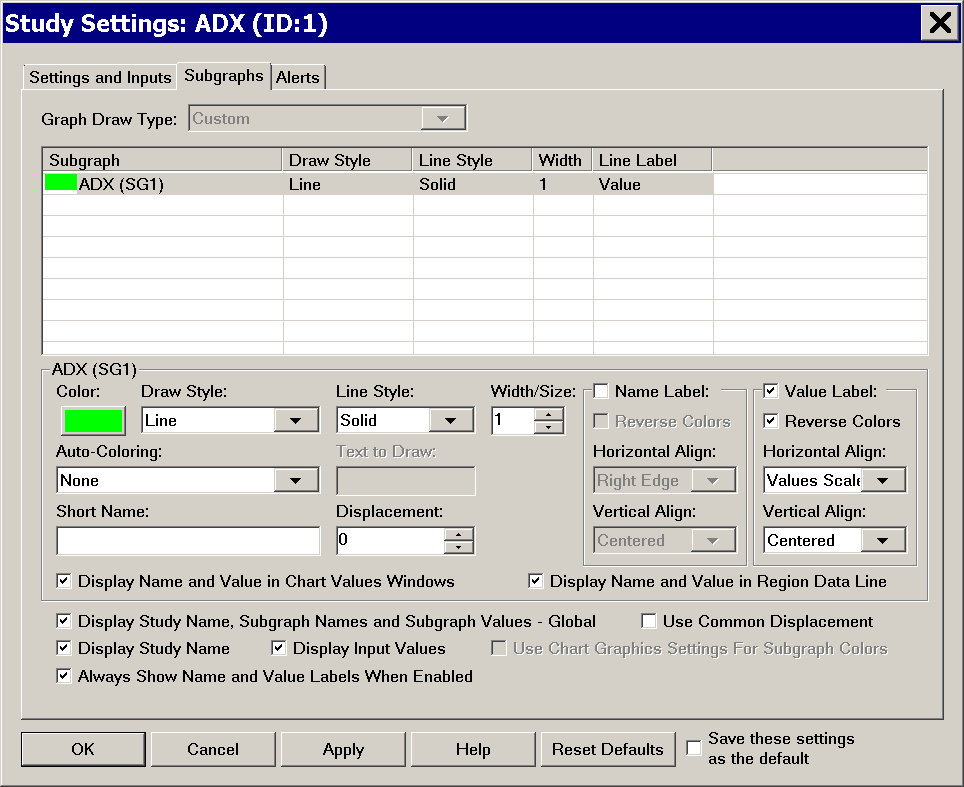 Study Settings: ADX (ID:1)
Settings and Inputs Subgraphs Alerts
Graph Draw Type: Custom
Subgraph Draw Style Line Style Width Line Label
ADX (SG1) Line Solid 1 Value
ADX (SG1)
Color: Draw Style: Line Style: Width/Size: Name Label: Value Label:
Line Solid 1 Reverse Colors Reverse Colors
Auto-Coloring: Text to Draw: Horizontal Align: Horizontal Align:
None Right Edge Values Scale
Short Name: Displacement: Vertical Align: Vertical Align:
0 Centered Centered
Display Name and Value in Chart Values Windows Display Name and Value in Region Data Line
Display Study Name, Subgraph Names and Subgraph Values - Global Use Common Displacement
Display Study Name Display Input Values Use Chart Graphics Settings For Subgraph Colors
Always Show Name and Value Labels When Enabled
OK Cancel Apply Help Reset Defaults Save these settings
as the default